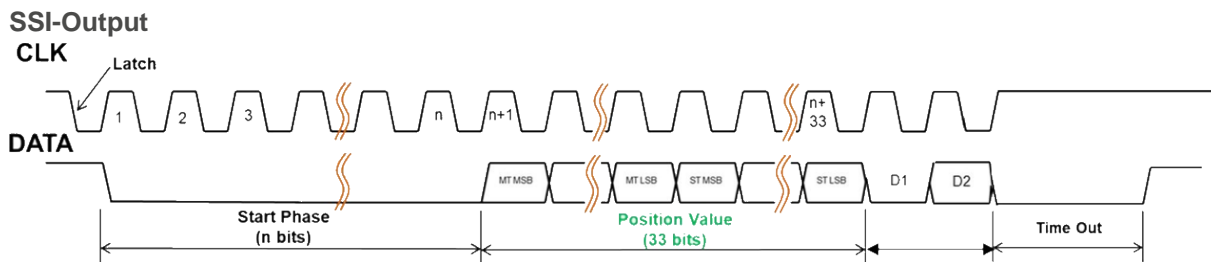 SSI-Output
CLK
Latch
1 2 3 n n+1 n+
33
DATA
MT MSB MT LSB ST MSB ST LSB D1 D2
Start Phase
(n bits)
Position Value
(33 bits)
Time Out